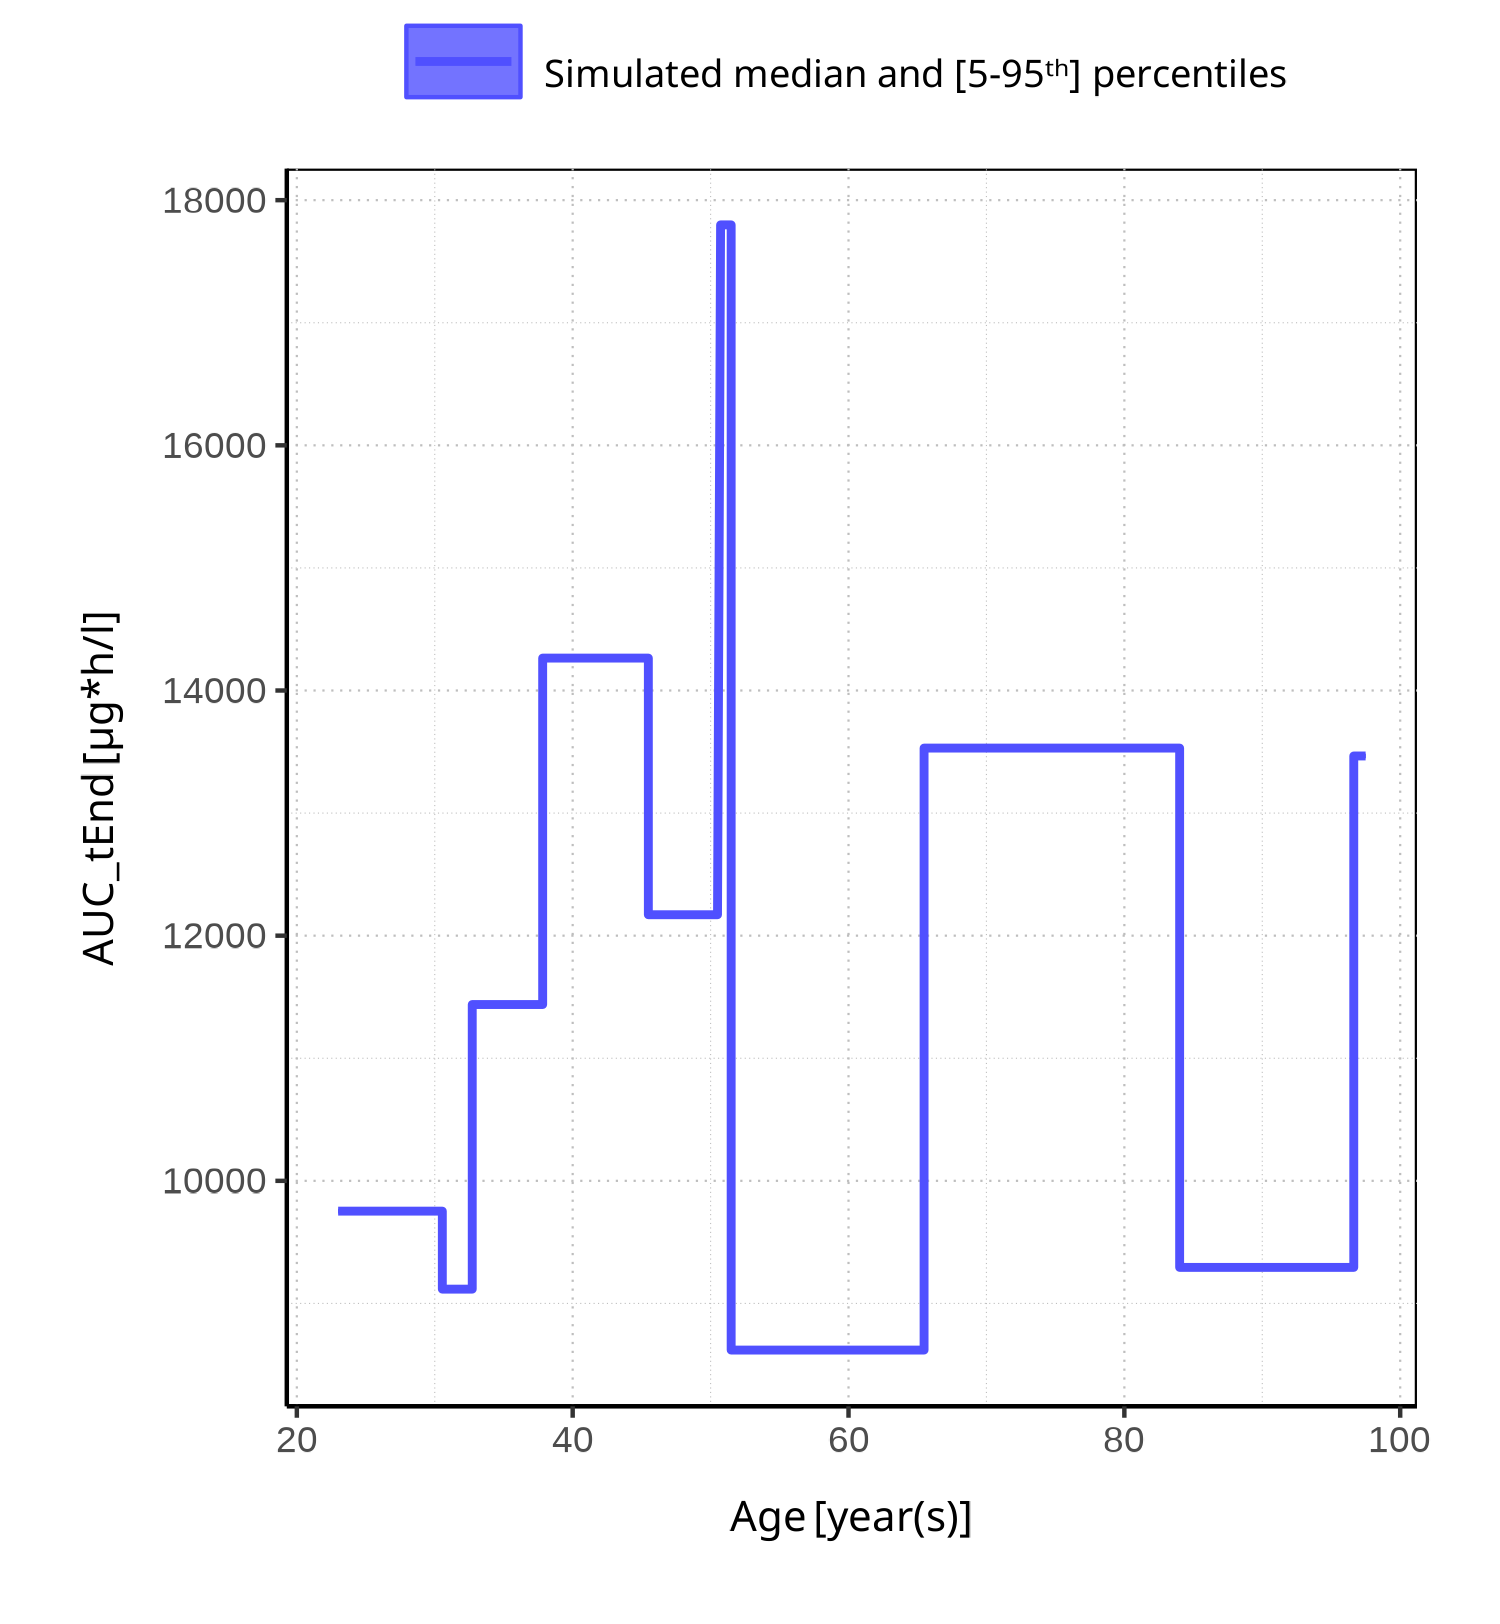 Simulated median and [5-95ᵗʰ] percentiles
18000
16000
14000
12000
10000
AUC_tEnd [µg*h/l]
20 40 60 80 100
Age [year(s)]